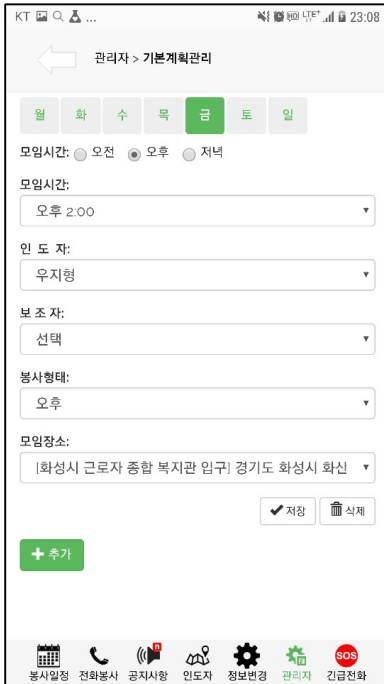 KT ... LTE+ 23:08
관리자 > 기본계획관리
월 화 수 목 금 토 일
모임시간: 오전 오후 저녁
모임시간:
오후 2:00
인 도 자:
우지형
보 조 자:
선택
봉사형태:
오후
모임장소:
[화성시 근로자 종합 복지관 입구] 경기도 화성시 화신
저장 삭제
추가
n SOS
봉사일정 전화봉사 공지사항 인도자 정보변경 관리자 긴급전화